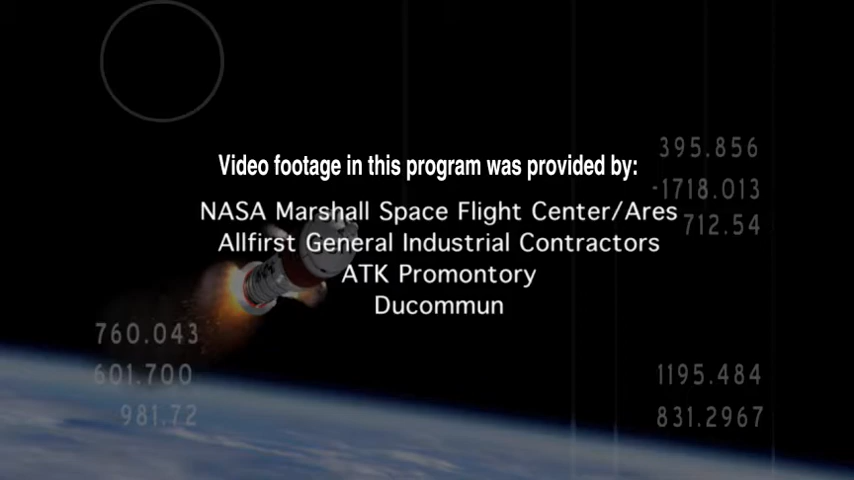 Video footage in this program was provided by:
NASA Marshall Space Flight Center/Ares
Allfirst General Industrial Contractors
ATK Promontory
Ducommun
395.856
-1718.013
712.54
760.043
601.700
981.72
1195.484
831.2967